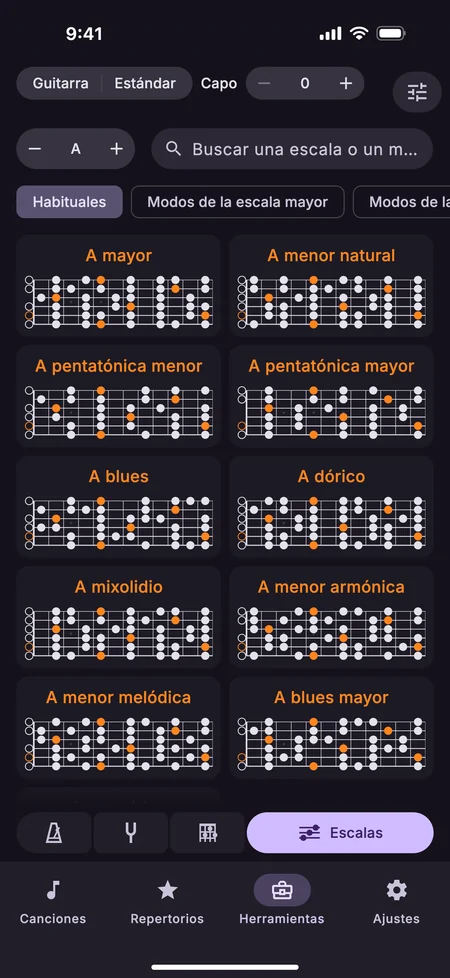 9:41
Guitarra Estándar Capo − 0 +
− A + Buscar una escala o un m...
Habituales Modos de la escala mayor Modos de la
A mayor A menor natural
A pentatónica menor A pentatónica mayor
A blues A dórico
A mixolidio A menor armónica
A menor melódica A blues mayor
Escalas
Canciones Repertorios Herramientas Ajustes